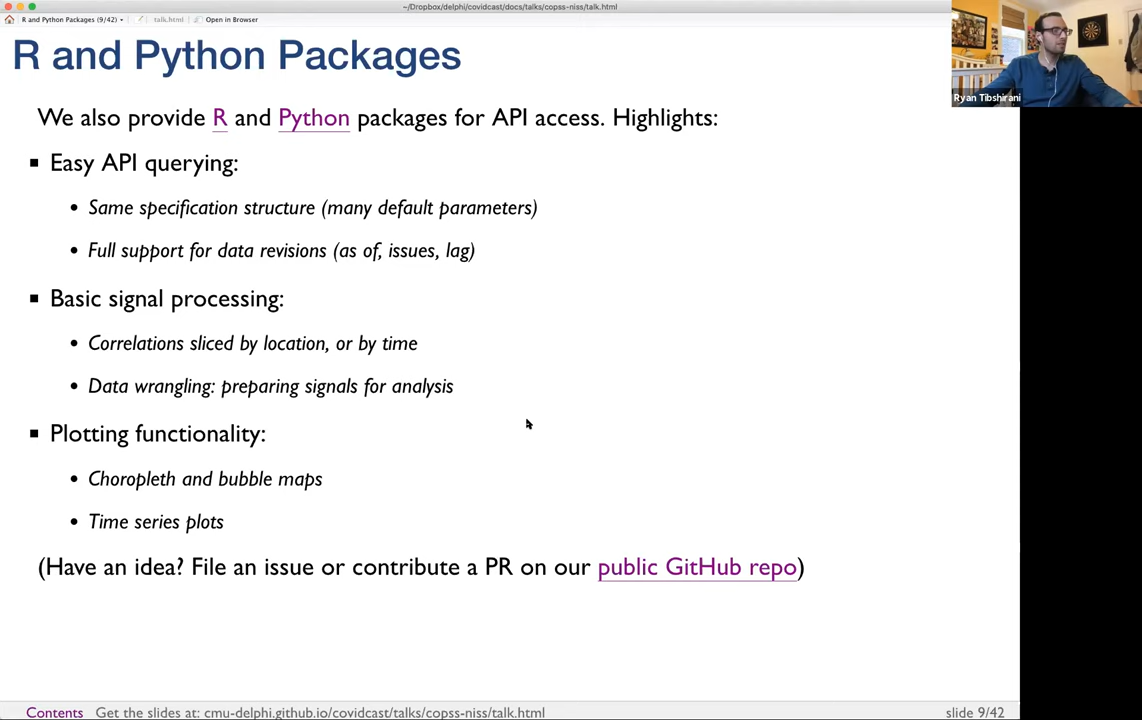 ~/Dropbox/delphi/covidcast/docs/talks/copss-niss/talk.html
R and Python Packages (9/42)
talk.html
Open in Browser
R and Python Packages
Ryan Tibshirani
We also provide R and Python packages for API access. Highlights:
Easy API querying:
Same specification structure (many default parameters)
Full support for data revisions (as of, issues, lag)
Basic signal processing:
Correlations sliced by location, or by time
Data wrangling: preparing signals for analysis
Plotting functionality:
Choropleth and bubble maps
Time series plots
(Have an idea? File an issue or contribute a PR on our public GitHub repo)
Contents Get the slides at: cmu-delphi.github.io/covidcast/talks/copss-niss/talk.html
slide 9/42